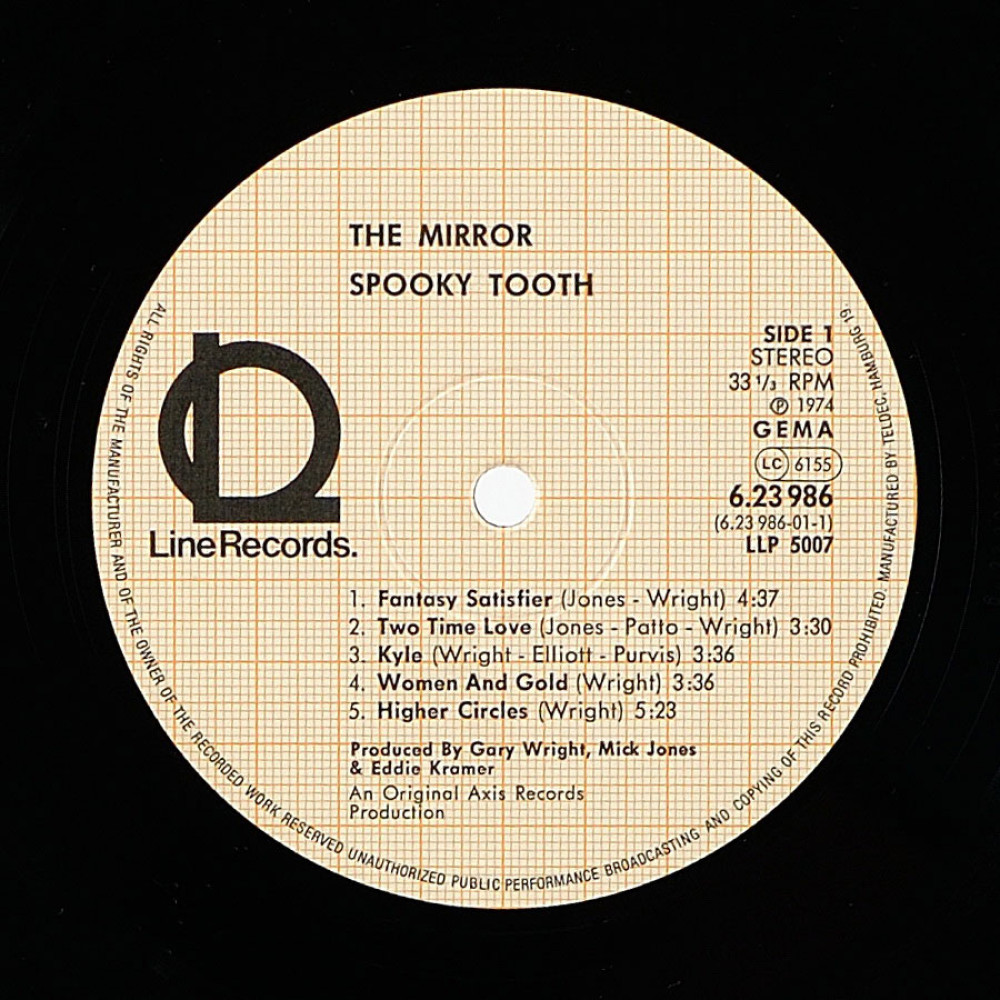 THE MIRROR
SPOOKY TOOTH
SIDE 1
STEREO
33 1/3 RPM
Ⓟ 1974
GEMA
LC 6155
6.23 986
(6.23 986-01-1)
LLP 5007
LineRecords.
1. Fantasy Satisfier (Jones - Wright) 4:37
2. Two Time Love (Jones - Patto - Wright) 3:30
3. Kyle (Wright - Elliott - Purvis) 3:36
4. Women And Gold (Wright) 3:36
5. Higher Circles (Wright) 5:23
Produced By Gary Wright, Mick Jones
& Eddie Kramer
An Original Axis Records
Production
ALL RIGHTS OF THE MANUFACTURER AND OF THE OWNER OF THE RECORDED WORK RESERVED UNAUTHORIZED PUBLIC PERFORMANCE BROADCASTING AND COPYING OF THIS RECORD PROHIBITED. MANUFACTURED BY TELDEC, HAMBURG 19.